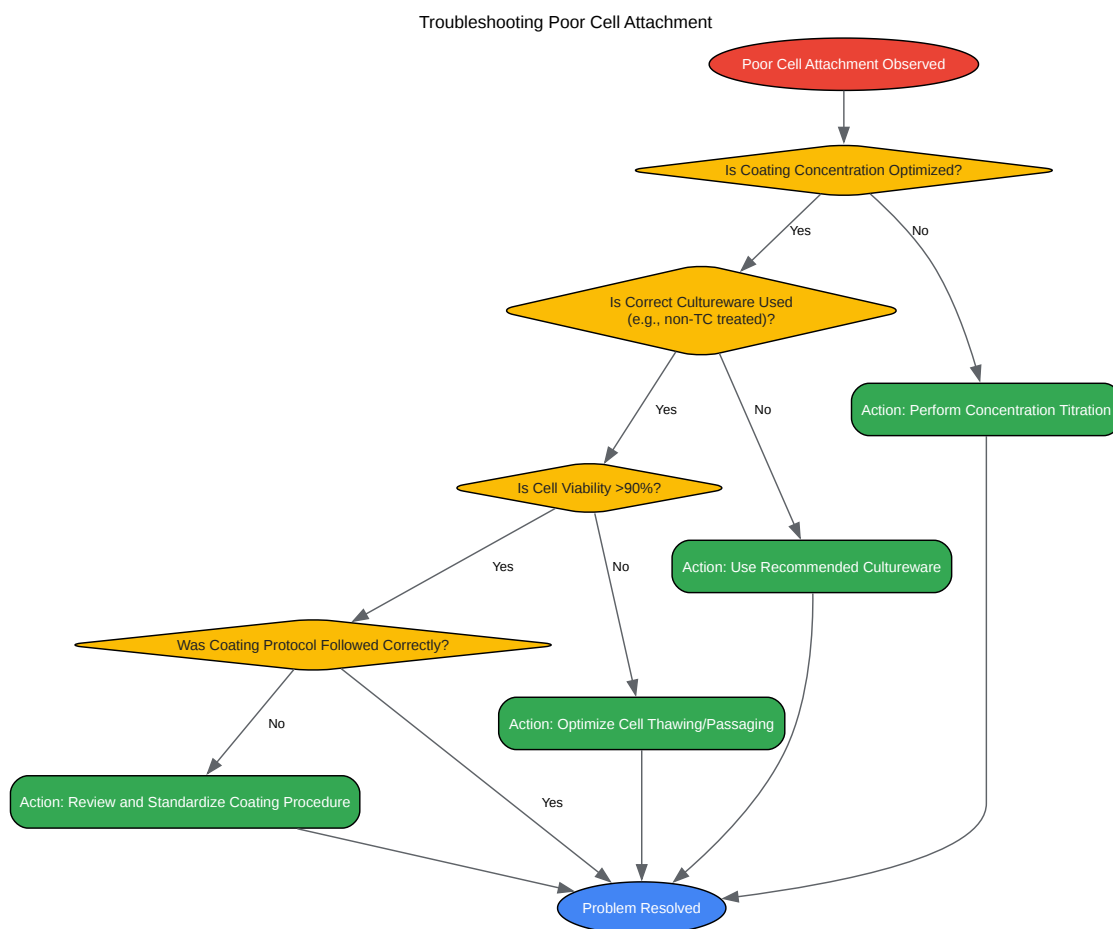 Troubleshooting Poor Cell Attachment
Poor Cell Attachment Observed
Is Coating Concentration Optimized?
Yes
No
Is Correct Cultureware Used
(e.g., non-TC treated)?
Action: Perform Concentration Titration
Yes
No
Is Cell Viability >90%?
Action: Use Recommended Cultureware
Yes
No
Was Coating Protocol Followed Correctly?
Action: Optimize Cell Thawing/Passaging
No
Yes
Action: Review and Standardize Coating Procedure
Problem Resolved